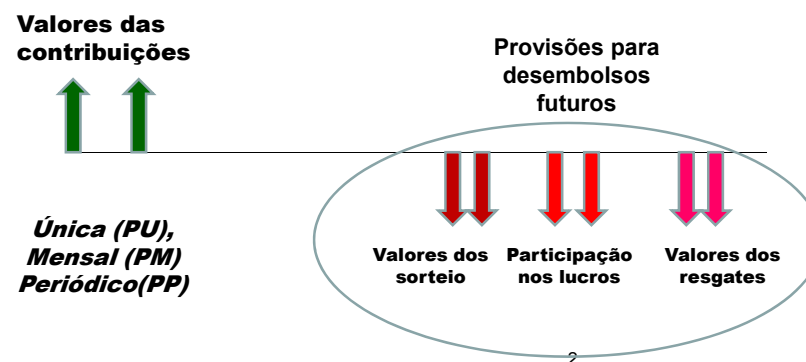 Valores das
contribuições
Provisões para
desembolsos
futuros
Única (PU),
Mensal (PM)
Periódico(PP)
Valores dos
sorteio
Participação
nos lucros
Valores dos
resgates
2